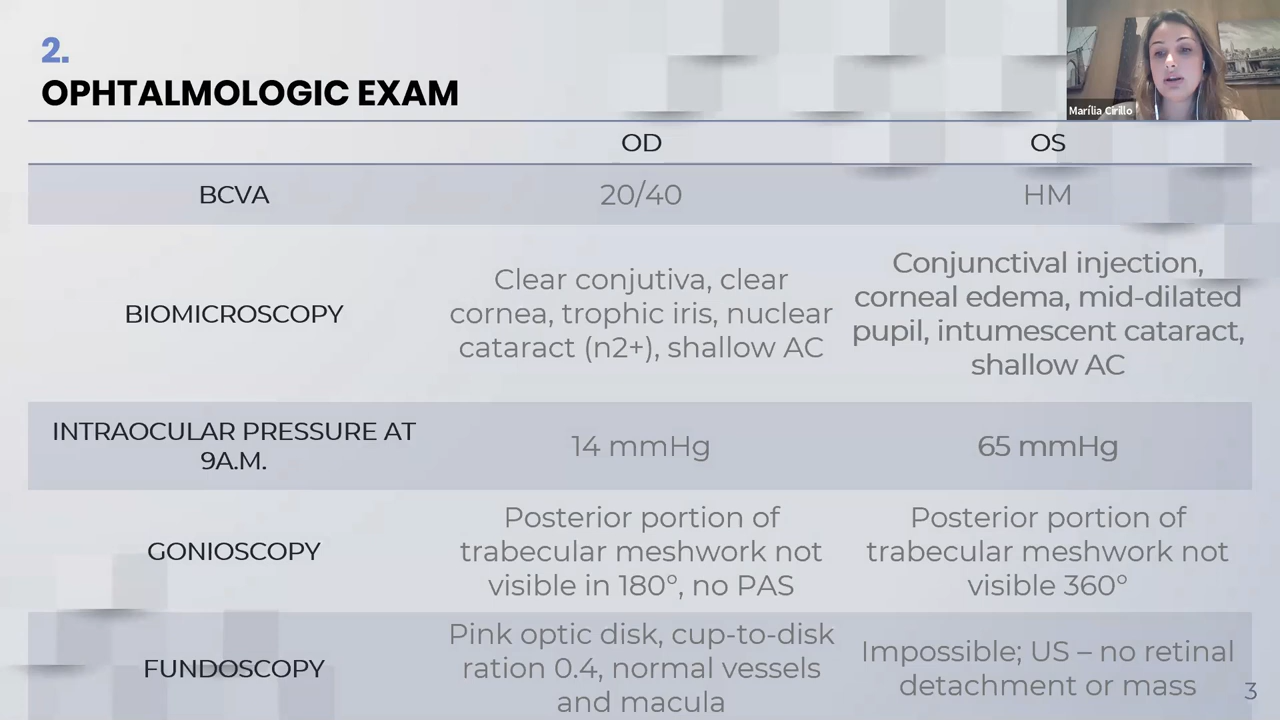 2.
OPHTALMOLOGIC EXAM
Marília Cirillo
OD
OS
BCVA
20/40
HM
BIOMICROSCOPY
Clear conjutiva, clear
cornea, trophic iris, nuclear
cataract (n2+), shallow AC
Conjunctival injection,
corneal edema, mid-dilated
pupil, intumescent cataract,
shallow AC
INTRAOCULAR PRESSURE AT
9A.M.
14 mmHg
65 mmHg
GONIOSCOPY
Posterior portion of
trabecular meshwork not
visible in 180°, no PAS
Posterior portion of
trabecular meshwork not
visible 360°
FUNDOSCOPY
Pink optic disk, cup-to-disk
ration 0.4, normal vessels
and macula
Impossible; US – no retinal
detachment or mass
3